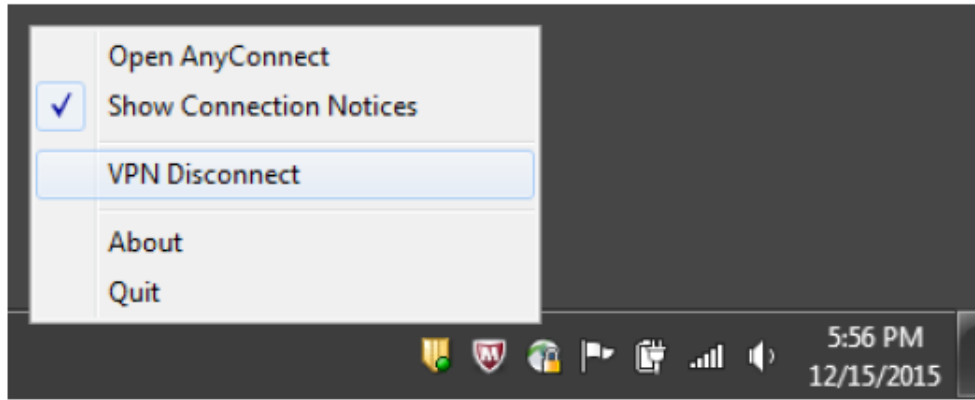 Open AnyConnect
Show Connection Notices
VPN Disconnect
About
Quit
5:56 PM
12/15/2015